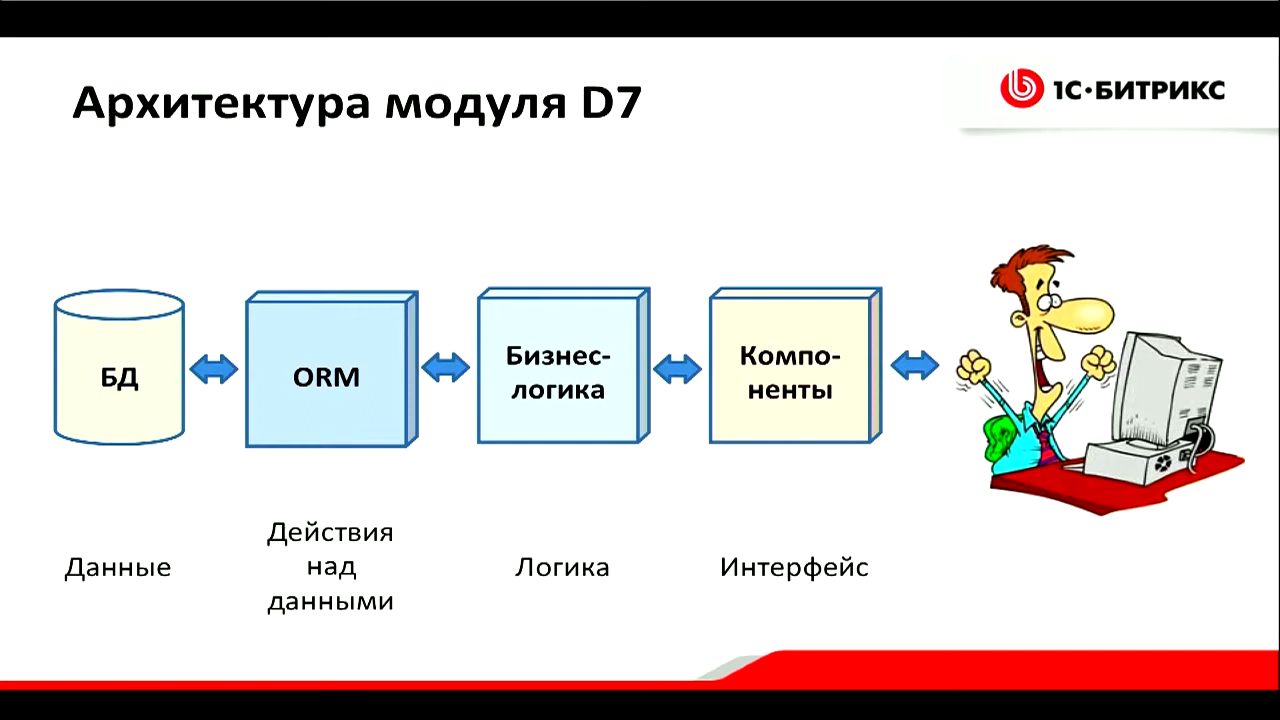 Архитектура модуля D7
1С·БИТРИКС
БД
ORM
Бизнес-
логика
Компо-
ненты
Данные
Действия
над
данными
Логика
Интерфейс